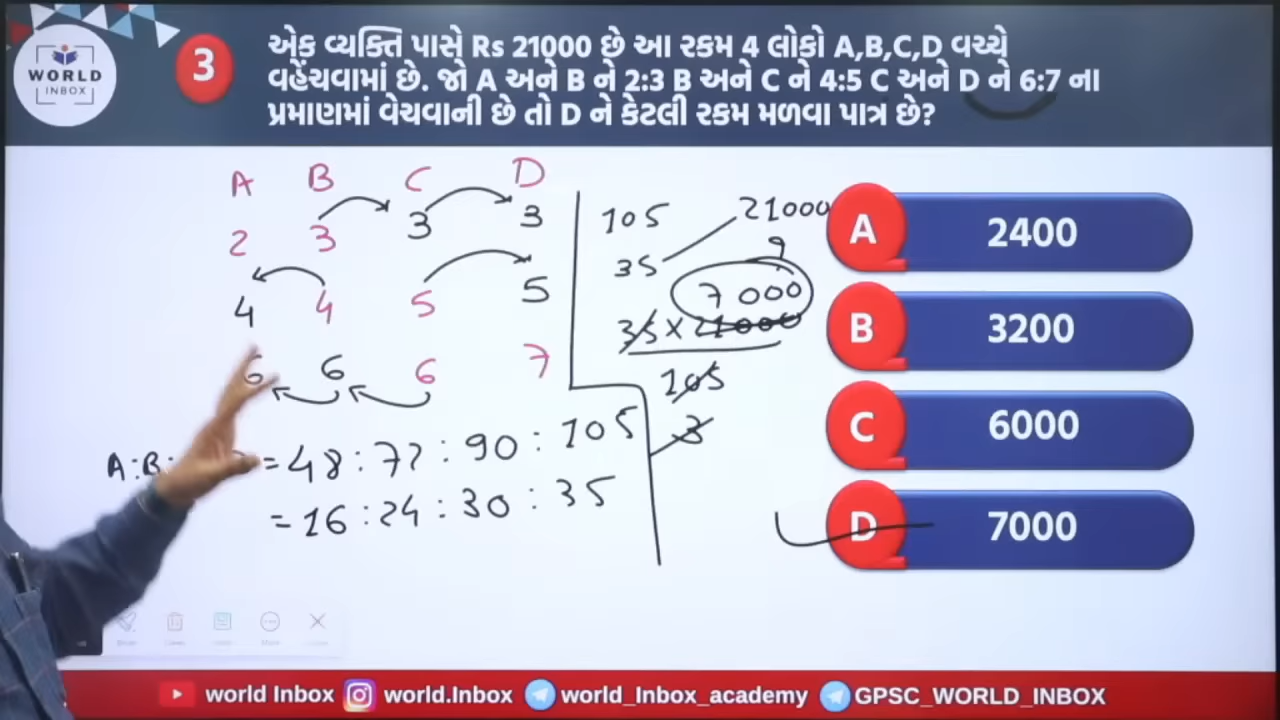 WORLD
INBOX
3
એક વ્યક્તિ પાસે Rs 21000 છે આ રકમ 4 લોકો A,B,C,D વચ્ચે
વહેંચવામાં છે. જો A અને B ને 2:3 B અને C ને 4:5 C અને D ને 6:7 ના
પ્રમાણમાં વેચવાની છે તો D ને કેટલી રકમ મળવા પાત્ર છે?
A B C D
2 3 3 3
4 4 5 5
6 6 6 7
A:B: = 48:72:90:105
= 16:24:30:35
105
21000
35
?
7000
35 x 21000
105
3
A 2400
B 3200
C 6000
D 7000
world Inbox
world.Inbox
world_Inbox_academy
GPSC_WORLD_INBOX